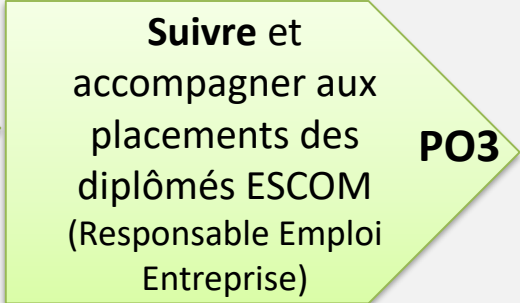 Suivre et
accompagner aux
placements des
diplômés ESCOM
(Responsable Emploi
Entreprise)
PO3